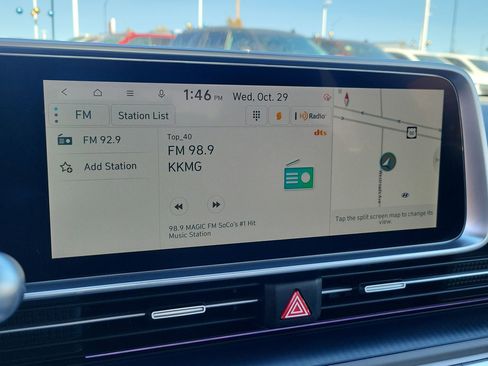 1:46 PM Wed. Oct. 29
FM Station List HD Radio
dts
FM 92.9
Add Station
Top_40
FM 98.9
KKMG
98.9 MAGIC FM SoCo's #1 Hit
Music Station
Tap the split screen map to change its
view.